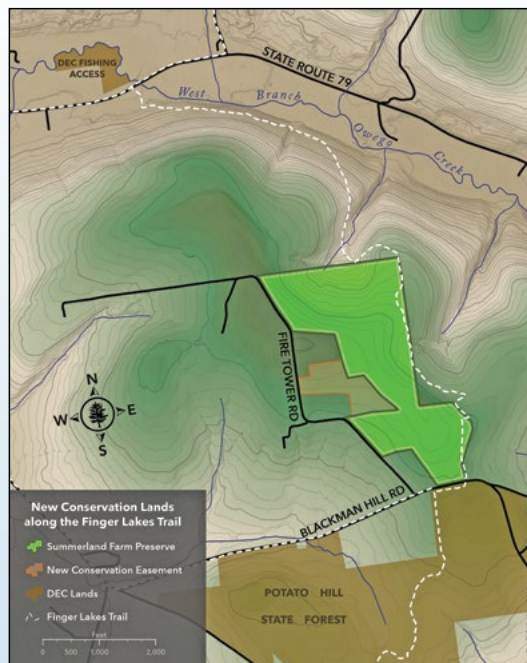 DEC FISHING
ACCESS
STATE ROUTE 79
West Branch
Owego Creek
FIRE TOWER RD
N
W E
S
BLACKMAN HILL RD
New Conservation Lands
along the Finger Lakes Trail
Summerland Farm Preserve
New Conservation Easement
DEC Lands
Finger Lakes Trail
Feet
0 500 1,000 2,000
POTATO HILL
STATE FOREST